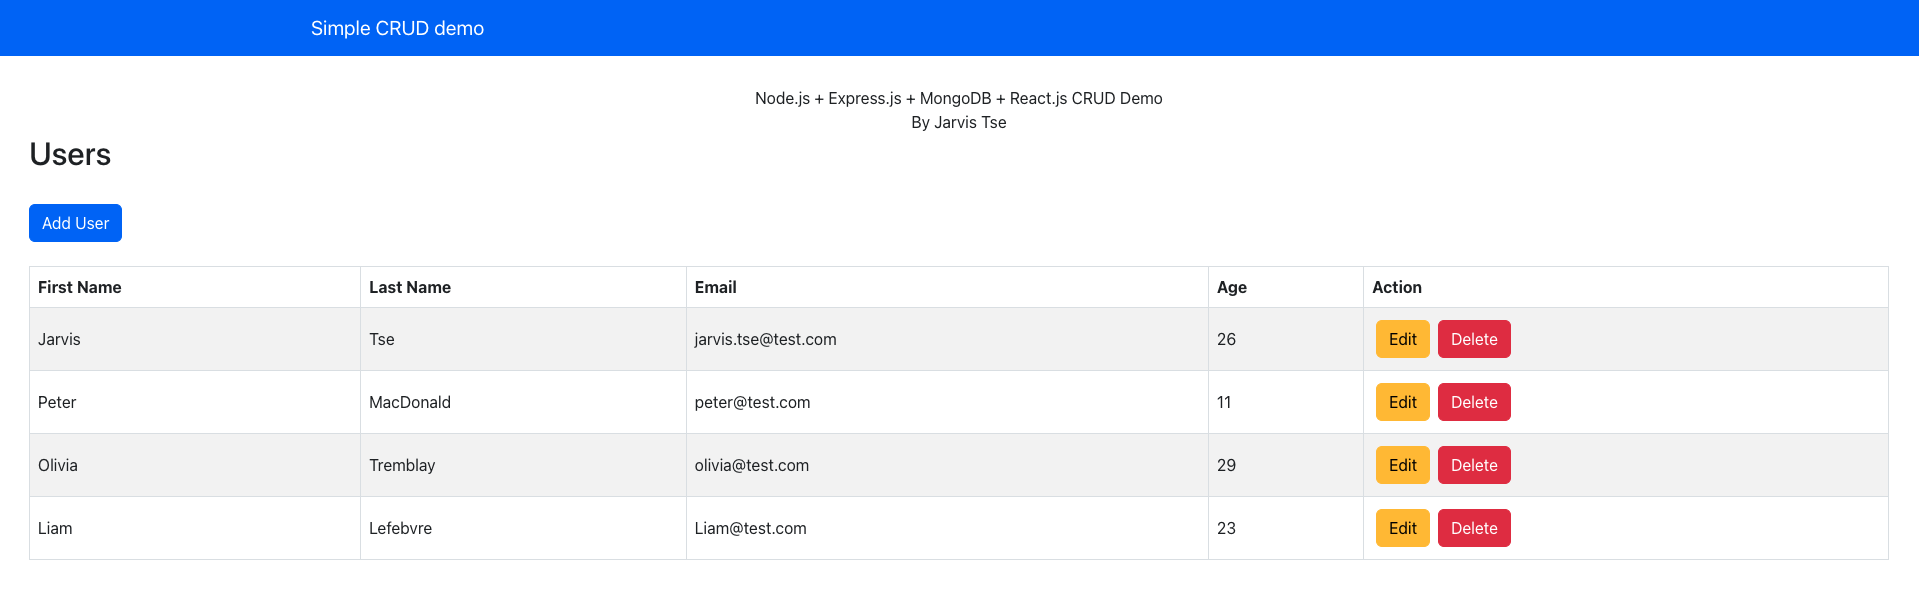 Simple CRUD demo
Node.js + Express.js + MongoDB + React.js CRUD Demo
By Jarvis Tse
Users
Add User
First Name Last Name Email Age Action
Jarvis Tse jarvis.tse@test.com 26 Edit Delete
Peter MacDonald peter@test.com 11 Edit Delete
Olivia Tremblay olivia@test.com 29 Edit Delete
Liam Lefebvre Liam@test.com 23 Edit Delete